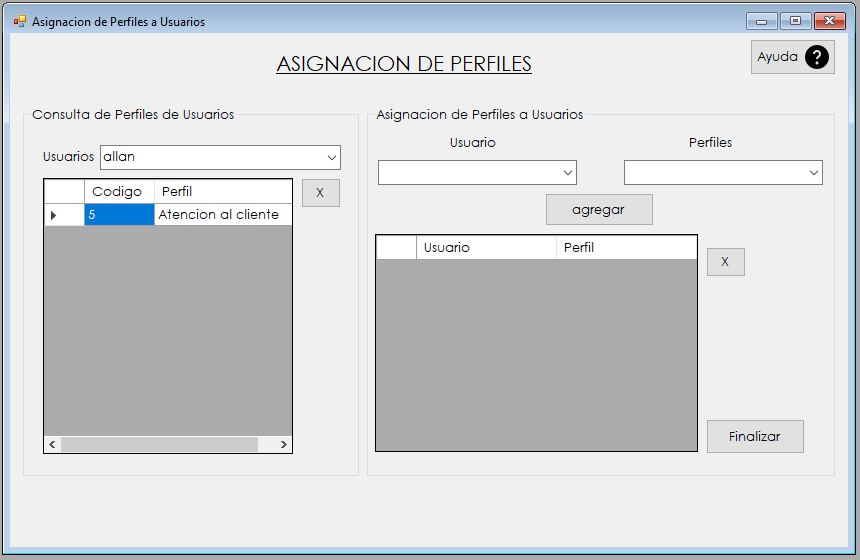 Asignacion de Perfiles a Usuarios
ASIGNACION DE PERFILES
Ayuda ?
Consulta de Perfiles de Usuarios
Usuarios allan
Codigo Perfil
5 Atencion al cliente
X
Asignacion de Perfiles a Usuarios
Usuario Perfiles
agregar
Usuario Perfil
X
Finalizar